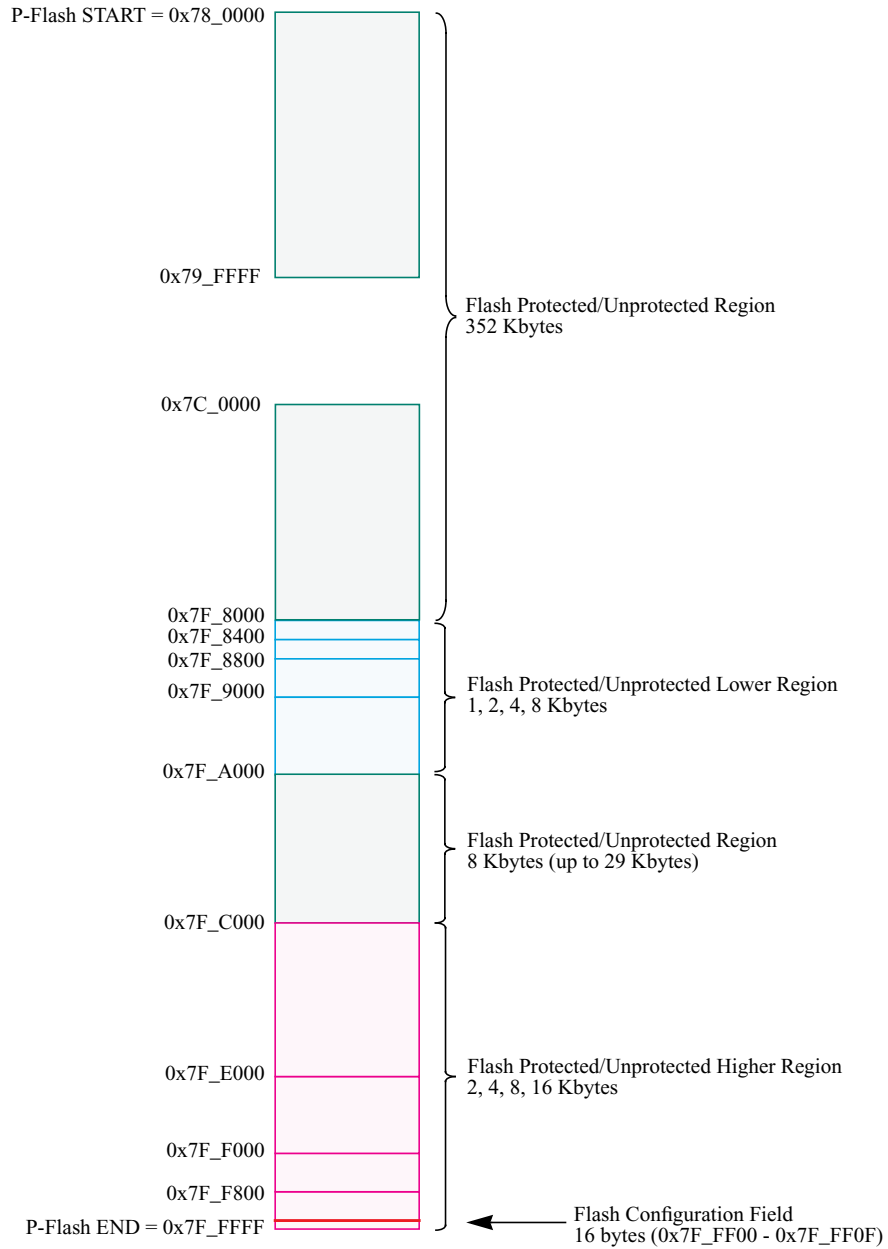 P-Flash START = 0x78_0000
0x79_FFFF
Flash Protected/Unprotected Region
352 Kbytes
0x7C_0000
0x7F_8000
0x7F_8400
0x7F_8800
0x7F_9000
Flash Protected/Unprotected Lower Region
1, 2, 4, 8 Kbytes
0x7F_A000
Flash Protected/Unprotected Region
8 Kbytes (up to 29 Kbytes)
0x7F_C000
Flash Protected/Unprotected Higher Region
2, 4, 8, 16 Kbytes
0x7F_E000
0x7F_F000
0x7F_F800
P-Flash END = 0x7F_FFFF
Flash Configuration Field
16 bytes (0x7F_FF00 - 0x7F_FF0F)